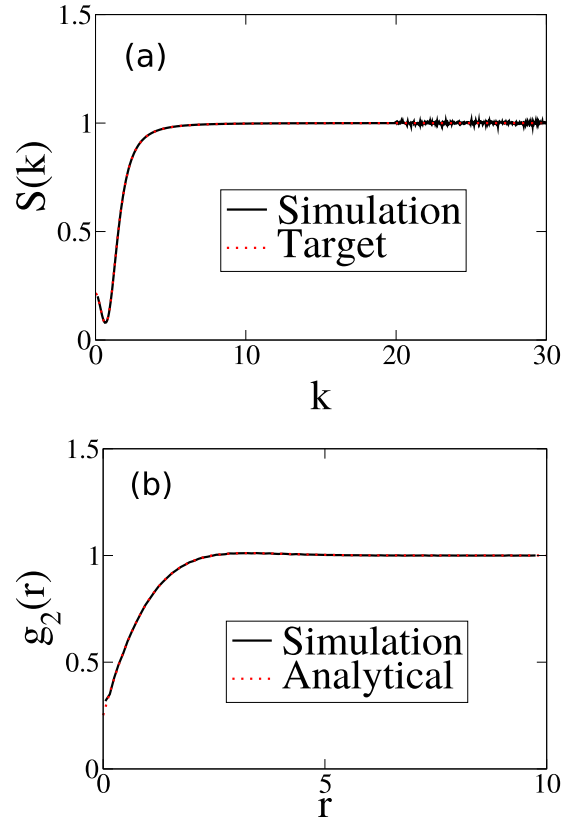 1.5
(a)
1
S(k)
0.5
Simulation
Target
0
0
10
20
30
k
1.5
(b)
1
g2(r)
0.5
Simulation
Analytical
0
0
5
10
r